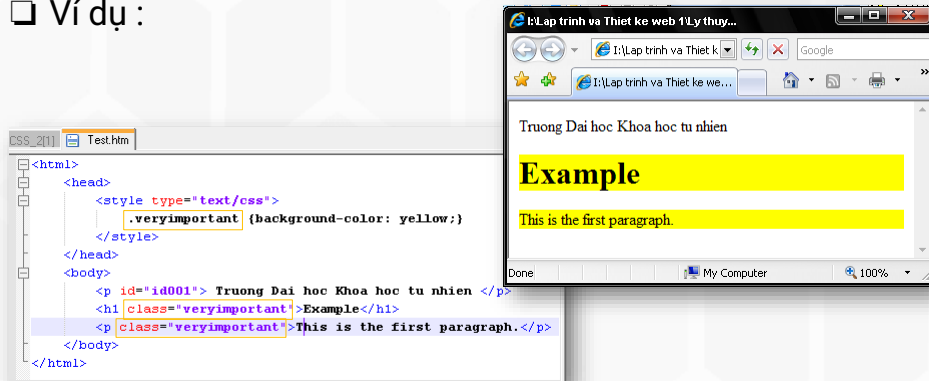 ❑ Ví dụ :
CSS_2[1] Test.htm
<html>
<head>
<style type="text/css">
.veryimportant {background-color: yellow;}
</style>
</head>
<body>
<p id="id001"> Truong Dai hoc Khoa hoc tu nhien </p>
<h1 class="veryimportant">Example</h1>
<p class="veryimportant">This is the first paragraph.</p>
</body>
</html>
I:\Lap trinh va Thiet ke web 1\Ly thuy...
I:\Lap trinh va Thiet k
Google
I:\Lap trinh va Thiet ke we...
Truong Dai hoc Khoa hoc tu nhien
Example
This is the first paragraph.
Done My Computer 100%